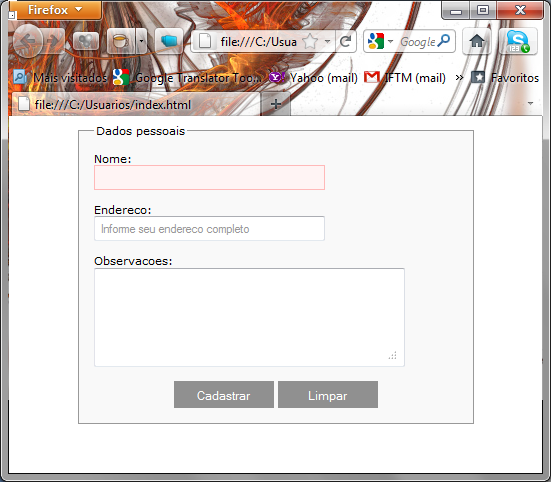 Firefox
file:///C:/Usua
Google
Mais visitados
Google Translator Too...
Yahoo (mail)
IFTM (mail)
»
Favoritos
file:///C:/Usuarios/index.html
Dados pessoais
Nome:
Endereco:
Informe seu endereco completo
Observacoes:
Cadastrar
Limpar